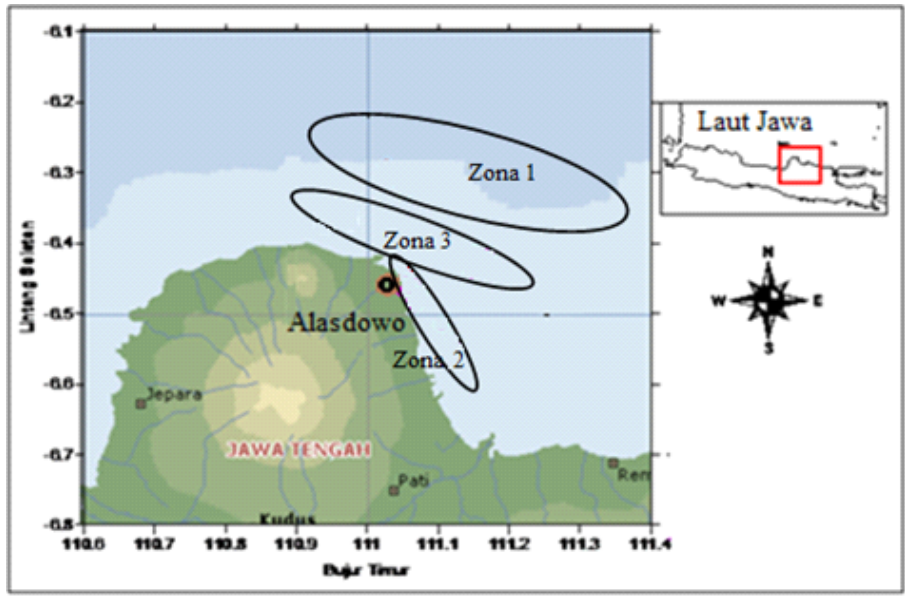 -6.1
-6.2
-6.3
-6.4
-6.5
-6.6
-6.7
-6.8
Lintang Selatan
Zona 1
Zona 3
Alasdowo
Zona 2
Jepara
JAWA TENGAH
Pati
Rem
Kudus
110.6 110.7 110.8 110.9 111 111.1 111.2 111.3 111.4
Bujur Timur
Laut Jawa
N
W E
S